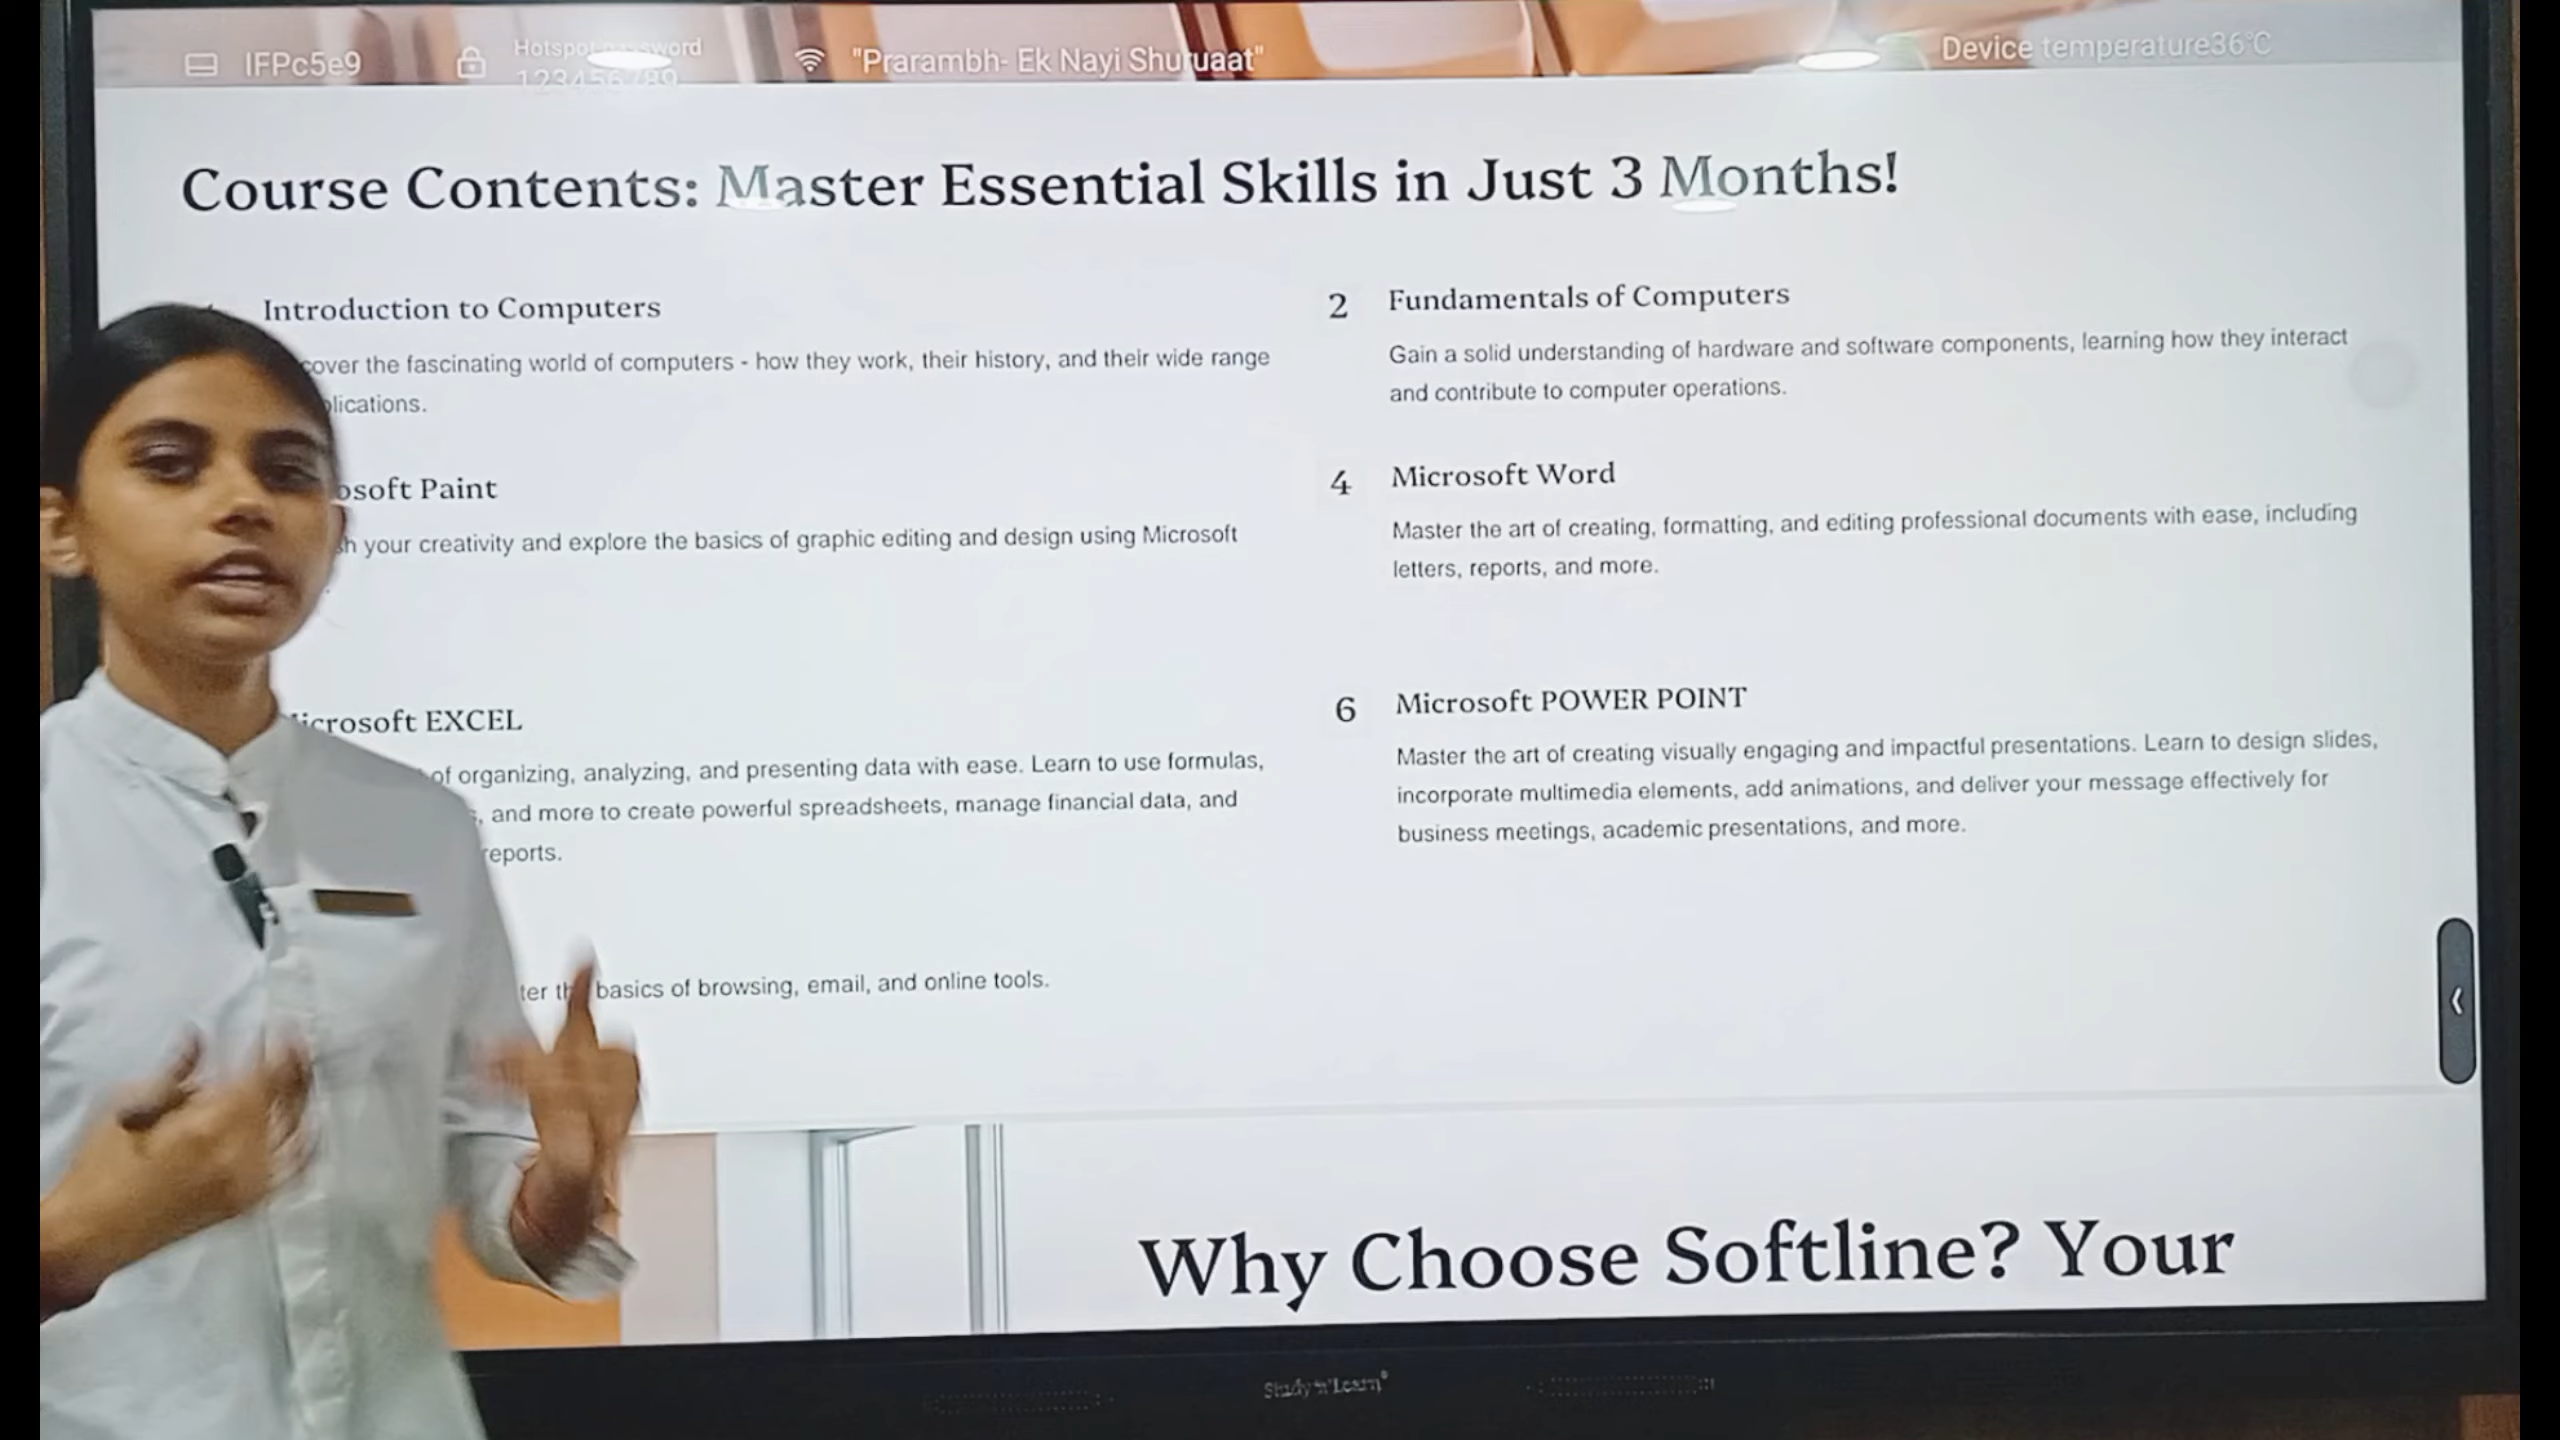 IFPc5e9
Hotspot password
123456789
"Prarambh- Ek Nayi Shuruaat"
Device temperature36°C
Course Contents: Master Essential Skills in Just 3 Months!
Introduction to Computers
cover the fascinating world of computers - how they work, their history, and their wide range
plications.
2 Fundamentals of Computers
Gain a solid understanding of hardware and software components, learning how they interact
and contribute to computer operations.
osoft Paint
sh your creativity and explore the basics of graphic editing and design using Microsoft
4 Microsoft Word
Master the art of creating, formatting, and editing professional documents with ease, including
letters, reports, and more.
icrosoft EXCEL
of organizing, analyzing, and presenting data with ease. Learn to use formulas,
, and more to create powerful spreadsheets, manage financial data, and
reports.
6 Microsoft POWER POINT
Master the art of creating visually engaging and impactful presentations. Learn to design slides,
incorporate multimedia elements, add animations, and deliver your message effectively for
business meetings, academic presentations, and more.
ter the basics of browsing, email, and online tools.
Why Choose Softline? Your
Study 'n' Learn®